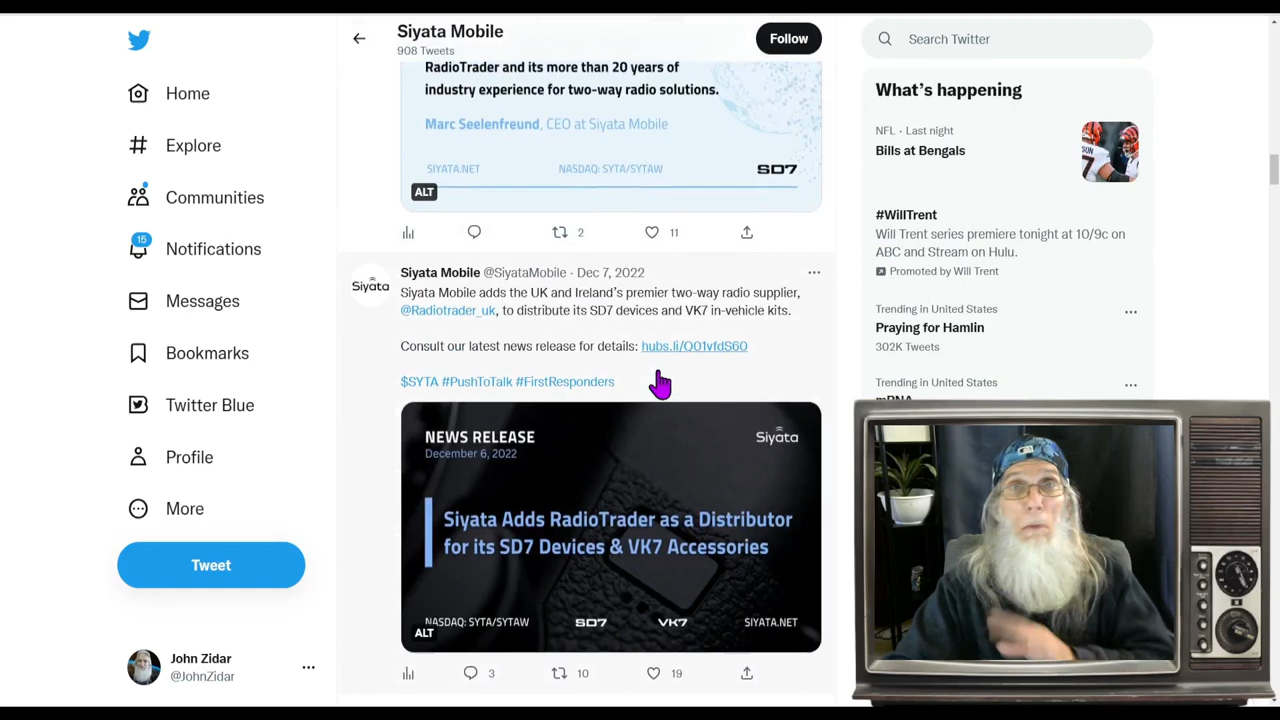 Home
Explore
Communities
15
Notifications
Messages
Bookmarks
Twitter Blue
Profile
More
Tweet
John Zidar
@JohnZidar
Siyata Mobile
908 Tweets
Follow
RadioTrader and its more than 20 years of
industry experience for two-way radio solutions.
Marc Seelenfreund, CEO at Siyata Mobile
SIYATA.NET NASDAQ: SYTA/SYTAW SD7
ALT
2 11
Siyata Mobile @SiyataMobile · Dec 7, 2022
Siyata
Siyata Mobile adds the UK and Ireland's premier two-way radio supplier,
@Radiotrader_uk, to distribute its SD7 devices and VK7 in-vehicle kits.
Consult our latest news release for details: hubs.li/Q01vfdS60
$SYTA #PushToTalk #FirstResponders
NEWS RELEASE
December 6, 2022
Siyata
Siyata Adds RadioTrader as a Distributor
for its SD7 Devices & VK7 Accessories
NASDAQ: SYTA/SYTAW SD7 VK7 SIYATA.NET
ALT
3 10 19
Search Twitter
What's happening
NFL · Last night
Bills at Bengals
#WillTrent
Will Trent series premiere tonight at 10/9c on
ABC and Stream on Hulu.
Promoted by Will Trent
Trending in United States
Praying for Hamlin
302K Tweets
Trending in United States
mRNA